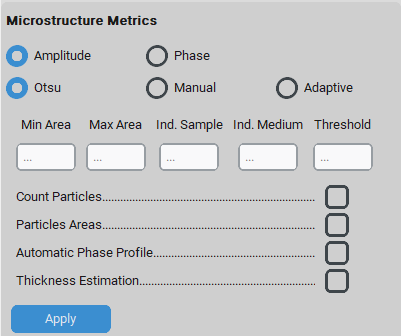 Microstructure Metrics
Amplitude Phase
Otsu Manual Adaptive
Min Area Max Area Ind. Sample Ind. Medium Threshold
... ... ... ... ...
Count Particles......................................................................
Particles Areas......................................................................
Automatic Phase Profile.....................................................
Thickness Estimation.........................................................
Apply